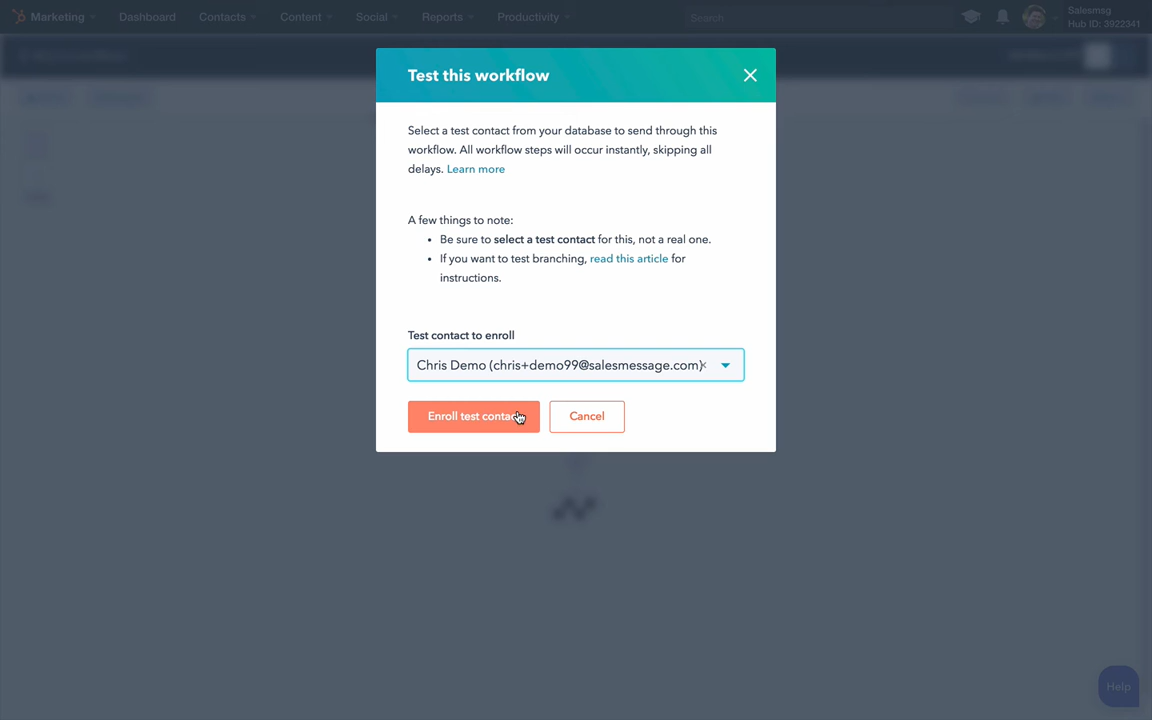 Marketing Dashboard Contacts Content Social Reports Productivity Search Salesmsg
Hub ID: 3922341
Test this workflow
Select a test contact from your database to send through this
workflow. All workflow steps will occur instantly, skipping all
delays. Learn more
A few things to note:
• Be sure to select a test contact for this, not a real one.
• If you want to test branching, read this article for
instructions.
Test contact to enroll
Chris Demo (chris+demo99@salesmessage.com)
Enroll test contact Cancel
Help